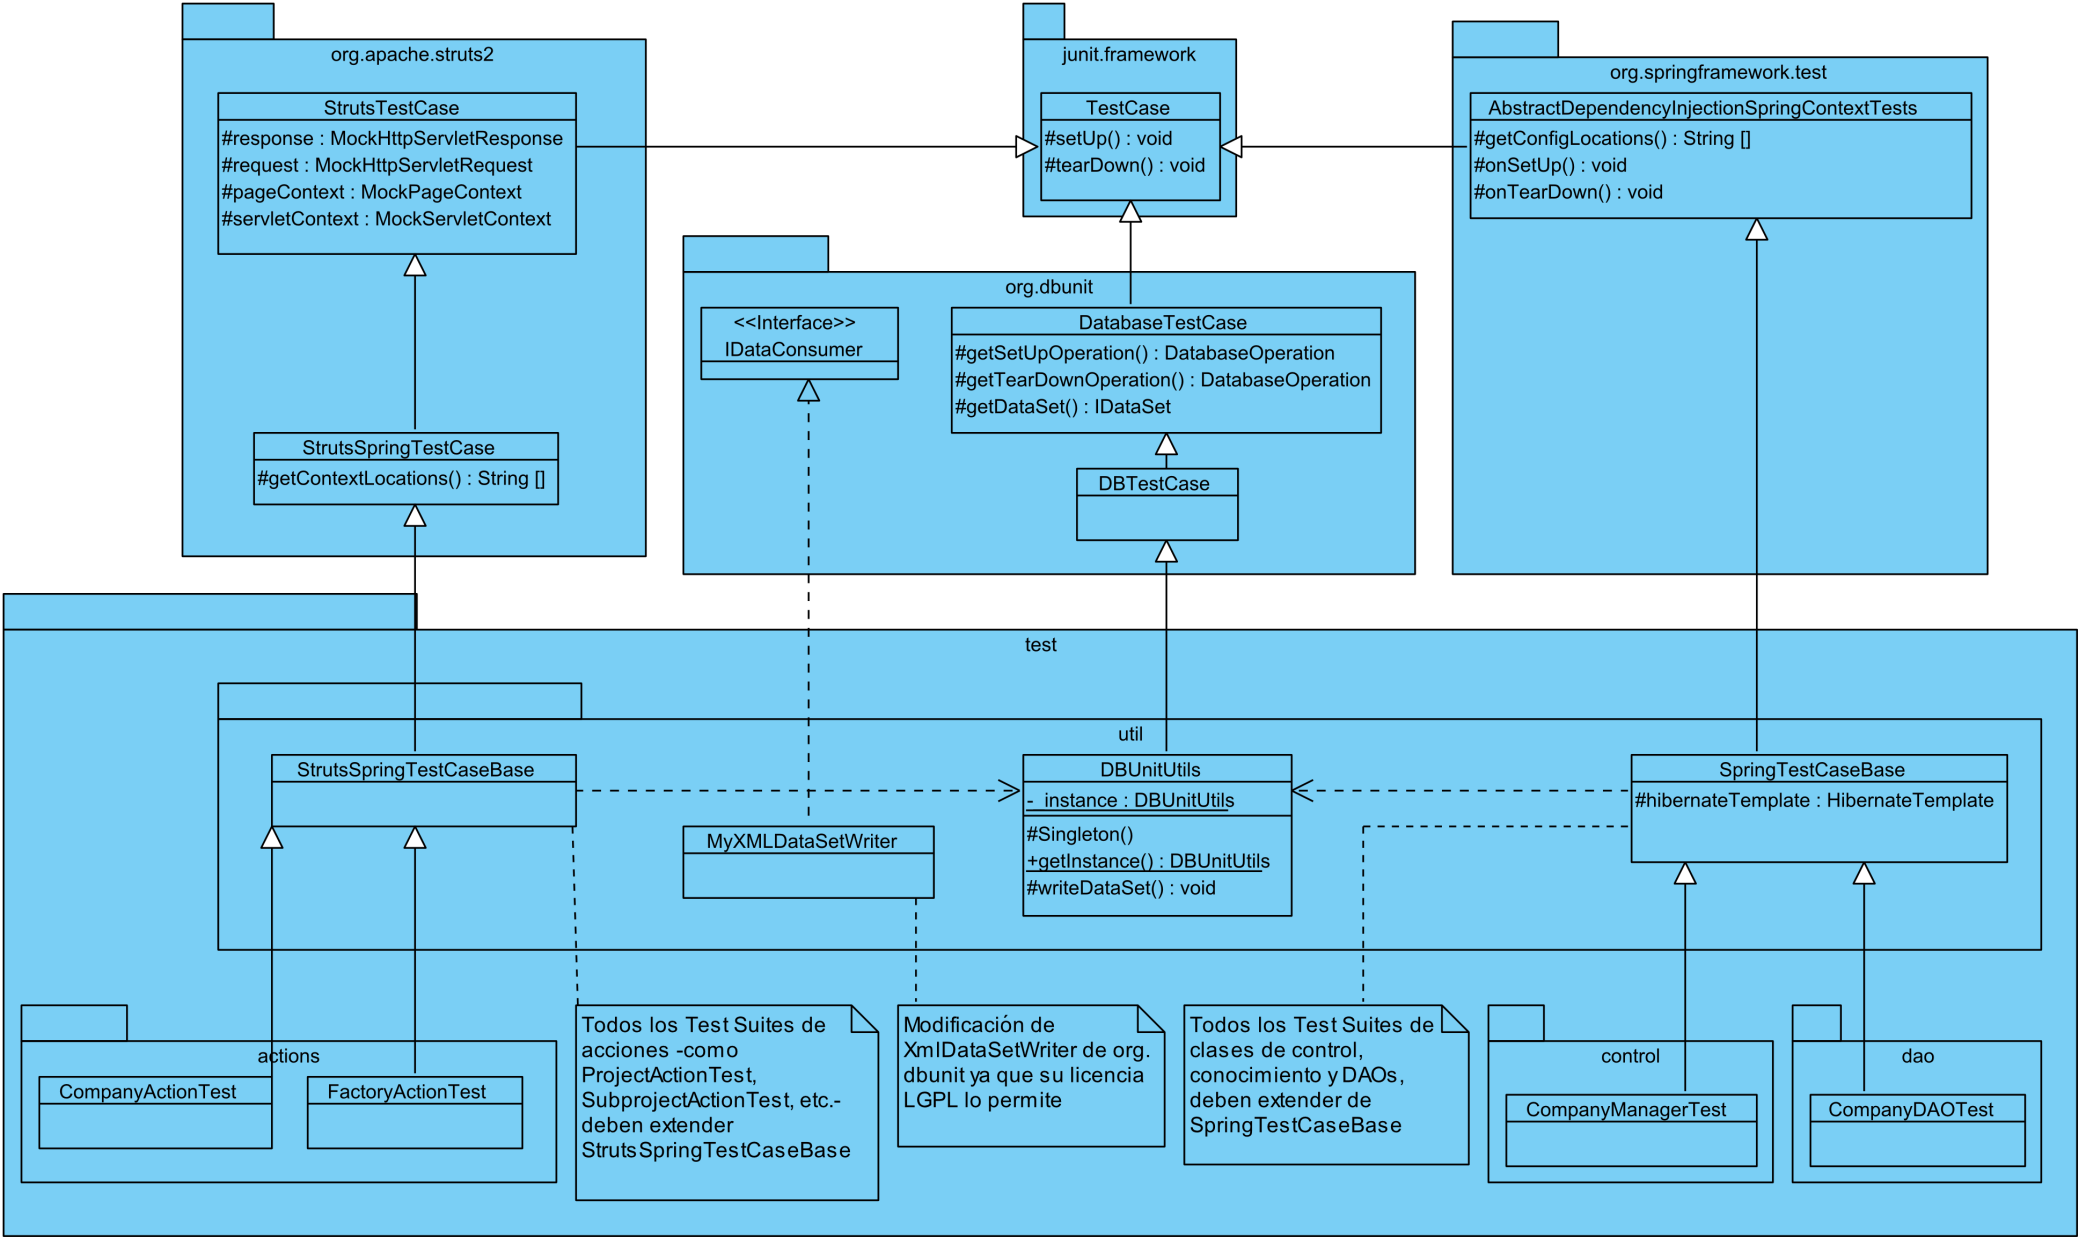 org.apache.struts2
StrutsTestCase
#response : MockHttpServletResponse
#request : MockHttpServletRequest
#pageContext : MockPageContext
#servletContext : MockServletContext
StrutsSpringTestCase
#getContextLocations() : String []
junit.framework
TestCase
#setUp() : void
#tearDown() : void
org.springframework.test
AbstractDependencyInjectionSpringContextTests
#getConfigLocations() : String []
#onSetUp() : void
#onTearDown() : void
org.dbunit
<<Interface>>
IDataConsumer
DatabaseTestCase
#getSetUpOperation() : DatabaseOperation
#getTearDownOperation() : DatabaseOperation
#getDataSet() : IDataSet
DBTestCase
test
util
StrutsSpringTestCaseBase
MyXMLDataSetWriter
DBUnitUtils
-_instance : DBUnitUtils
#Singleton()
+getInstance() : DBUnitUtils
#writeDataSet() : void
SpringTestCaseBase
#hibernateTemplate : HibernateTemplate
actions
CompanyActionTest
FactoryActionTest
Todos los Test Suites de
acciones -como
ProjectActionTest,
SubprojectActionTest, etc.-
deben extender
StrutsSpringTestCaseBase
Modificación de
XmlDataSetWriter de org.
dbunit ya que su licencia
LGPL lo permite
Todos los Test Suites de
clases de control,
conocimiento y DAOs,
deben extender de
SpringTestCaseBase
control
CompanyManagerTest
dao
CompanyDAOTest